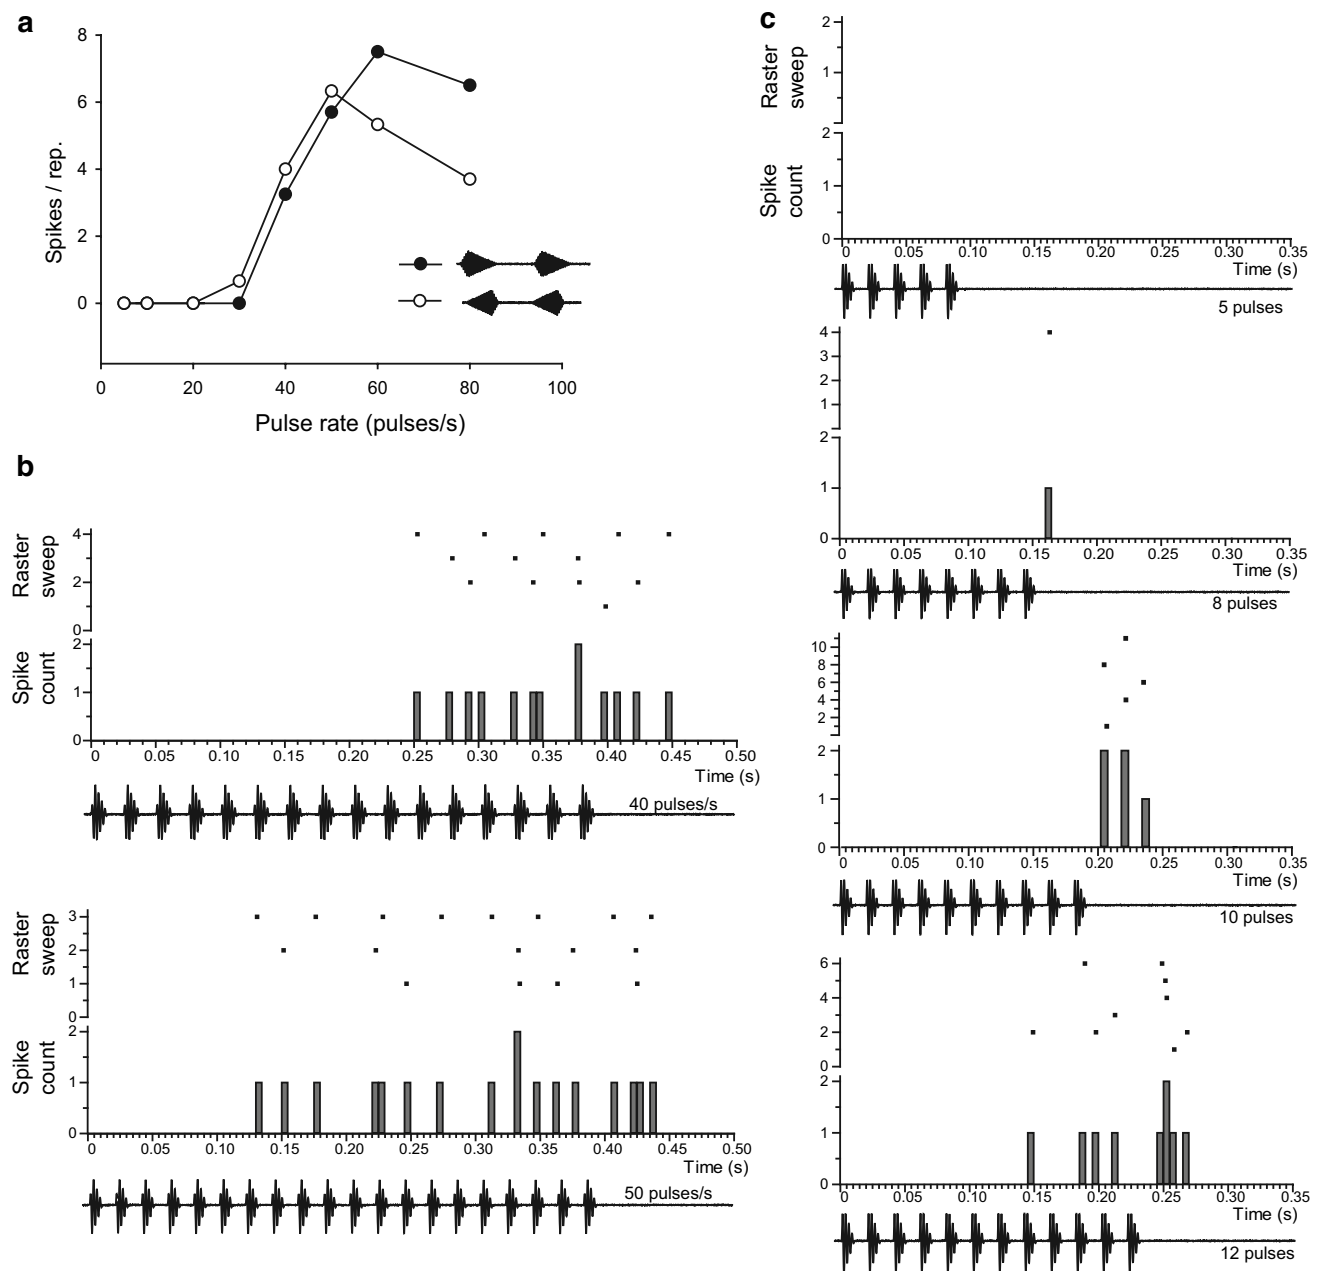 a
8
6
4
2
0
Spikes / rep.
0 20 40 60 80 100
Pulse rate (pulses/s)
b
4
2
0
Raster
sweep
2
1
0
Spike
count
0 0.05 0.10 0.15 0.20 0.25 0.30 0.35 0.40 0.45 0.50
Time (s)
40 pulses/s
3
2
1
0
Raster
sweep
2
1
0
Spike
count
0 0.05 0.10 0.15 0.20 0.25 0.30 0.35 0.40 0.45 0.50
Time (s)
50 pulses/s
c
2
1
Raster
sweep
2
1
0
Spike
count
0 0.05 0.10 0.15 0.20 0.25 0.30 0.35
Time (s)
5 pulses
4
3
2
1
2
1
0
0 0.05 0.10 0.15 0.20 0.25 0.30 0.35
Time (s)
8 pulses
10
8
6
4
2
2
1
0
0 0.05 0.10 0.15 0.20 0.25 0.30 0.35
Time (s)
10 pulses
6
4
2
0
2
1
0
0 0.05 0.10 0.15 0.20 0.25 0.30 0.35
Time (s)
12 pulses